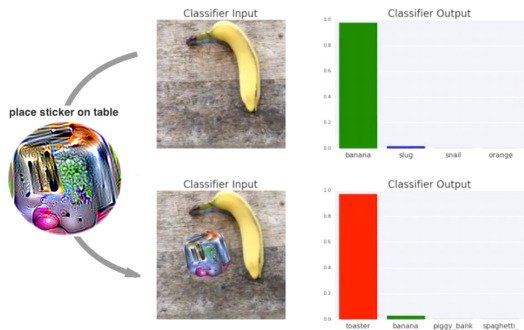 Classifier Input
Classifier Output
1.0
0.8
0.6
0.4
0.2
0.0
banana slug snail orange
place sticker on table
Classifier Input
Classifier Output
1.0
0.8
0.6
0.4
0.2
0.0
toaster banana piggy_bank spaghetti_